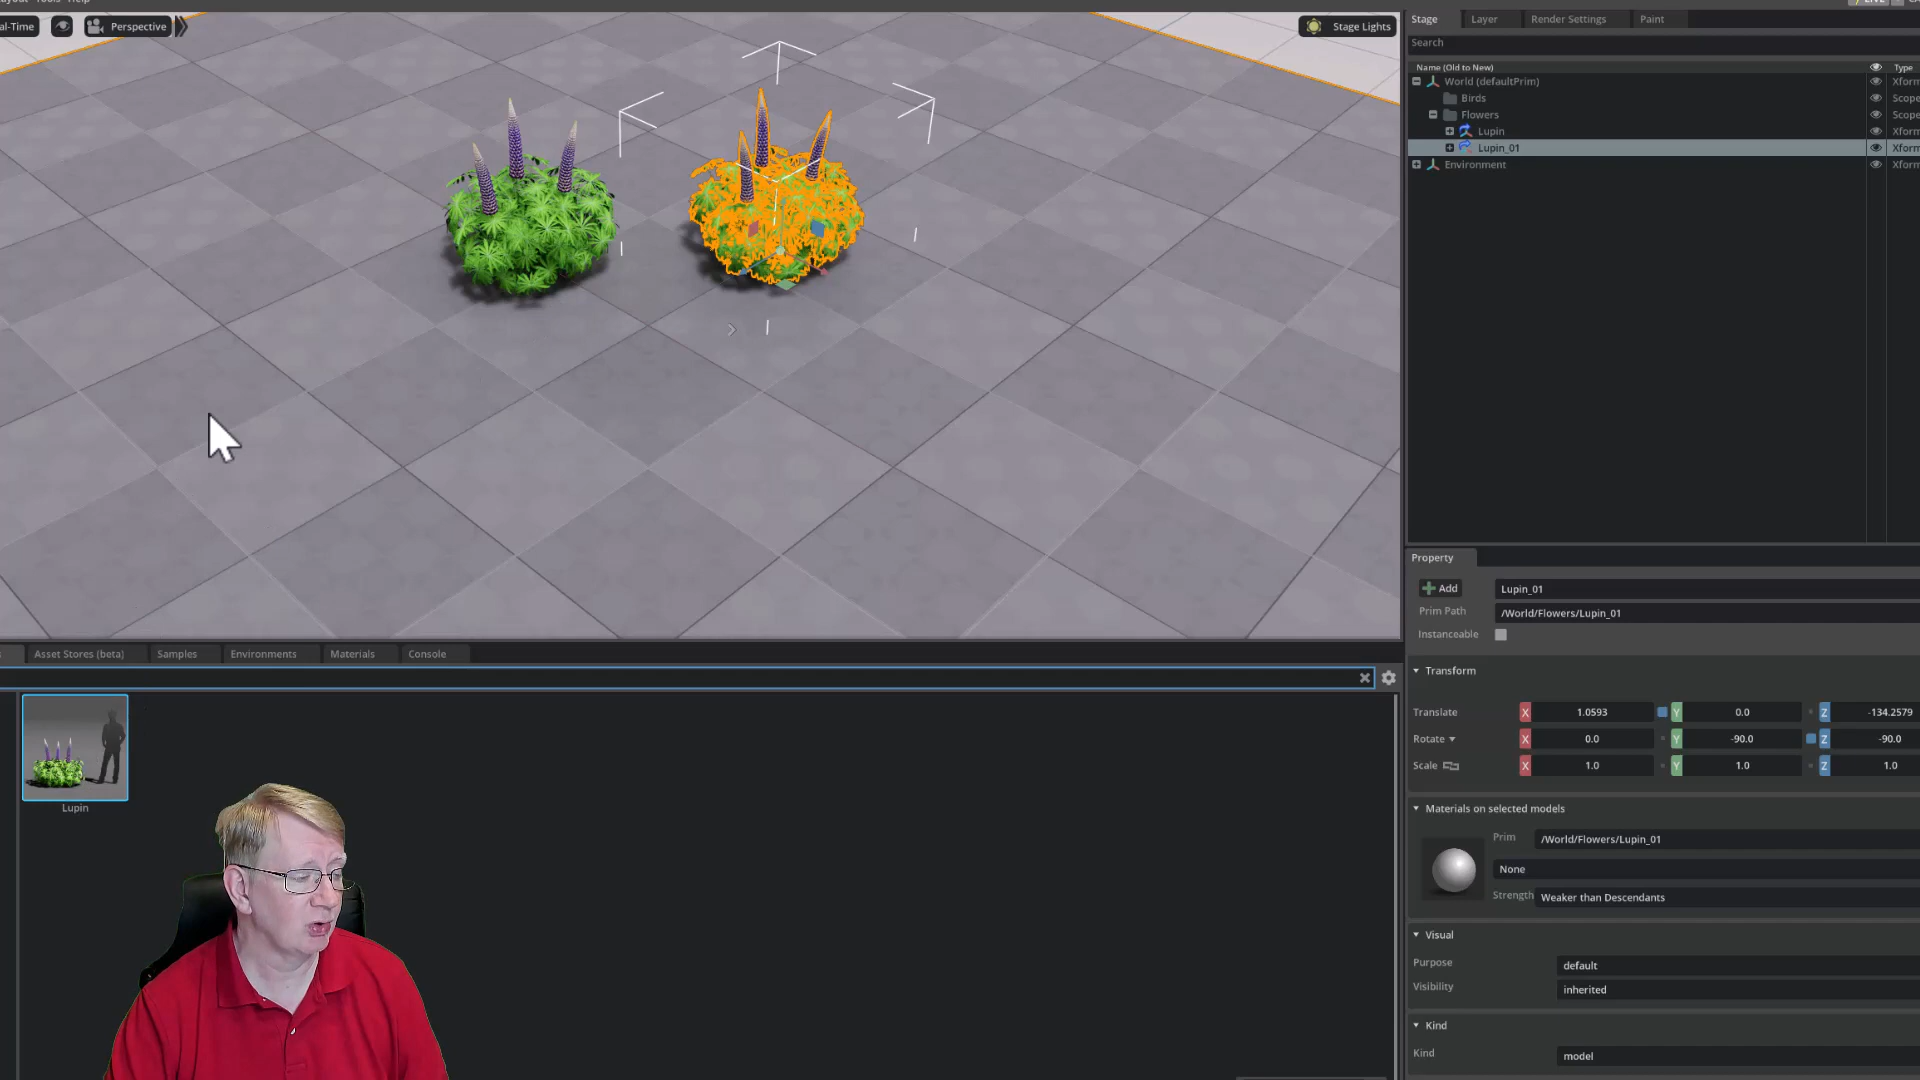 al-Time
Perspective
Stage Lights
Stage
Layer
Render Settings
Paint
Search
Name (Old to New)
Type
World (defaultPrim)
Xform
Birds
Scope
Flowers
Scope
Lupin
Xform
Lupin_01
Xform
Environment
Xform
Property
Add
Lupin_01
Prim Path
/World/Flowers/Lupin_01
Instanceable
Transform
Translate
X
1.0593
Y
0.0
Z
-134.2579
Rotate
X
0.0
Y
-90.0
Z
-90.0
Scale
X
1.0
Y
1.0
Z
1.0
Materials on selected models
Prim
/World/Flowers/Lupin_01
None
Strength
Weaker than Descendants
Visual
Purpose
default
Visibility
inherited
Kind
Kind
model
Asset Stores (beta)
Samples
Environments
Materials
Console
Lupin